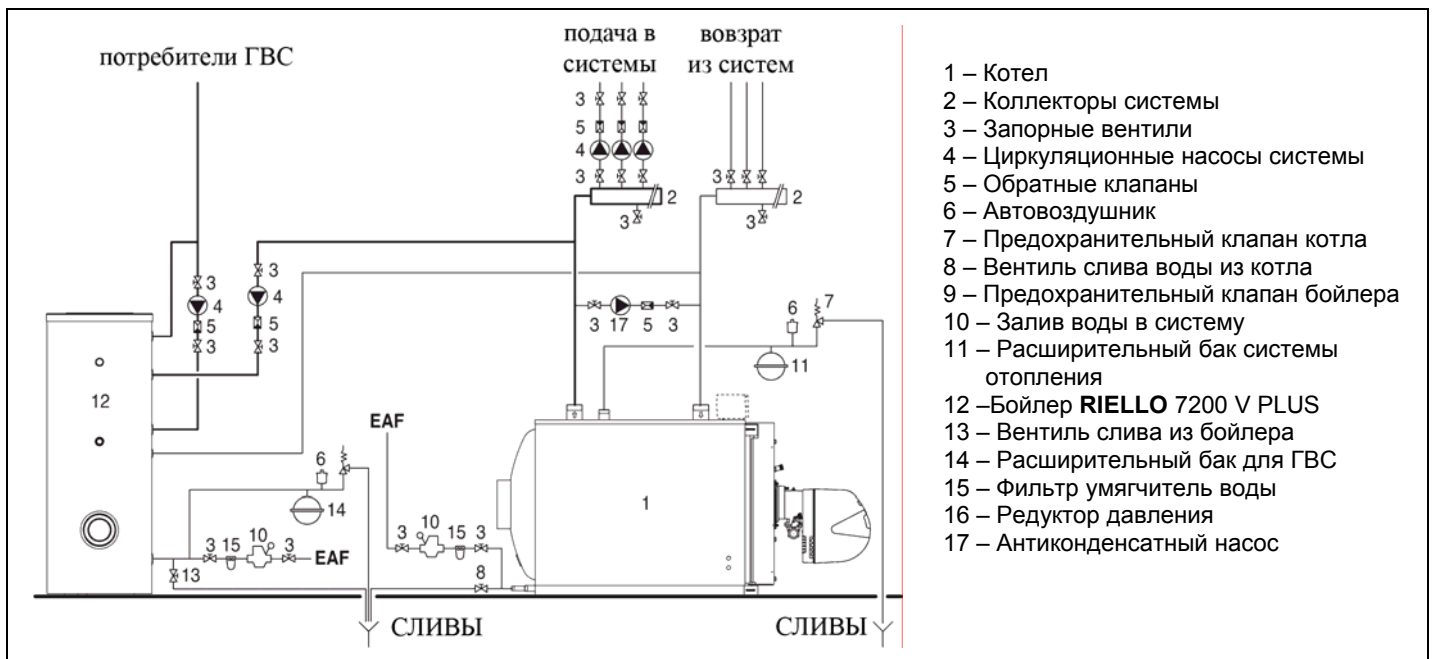 потребители ГВС
подача в
системы
вовзрат
из систем
3
5
4
3
2
3
3
2
3
3
4
5
3
3
4
5
3
3 17 5 3
6
7
11
12
EAF
6
14
3 15 10 3
EAF
13
3 10 15 3
8
1
СЛИВЫ
СЛИВЫ
1 – Котел
2 – Коллекторы системы
3 – Запорные вентили
4 – Циркуляционные насосы системы
5 – Обратные клапаны
6 – Автовоздушник
7 – Предохранительный клапан котла
8 – Вентиль слива воды из котла
9 – Предохранительный клапан бойлера
10 – Залив воды в систему
11 – Расширительный бак системы
отопления
12 –Бойлер RIELLO 7200 V PLUS
13 – Вентиль слива из бойлера
14 – Расширительный бак для ГВС
15 – Фильтр умягчитель воды
16 – Редуктор давления
17 – Антиконденсатный насос